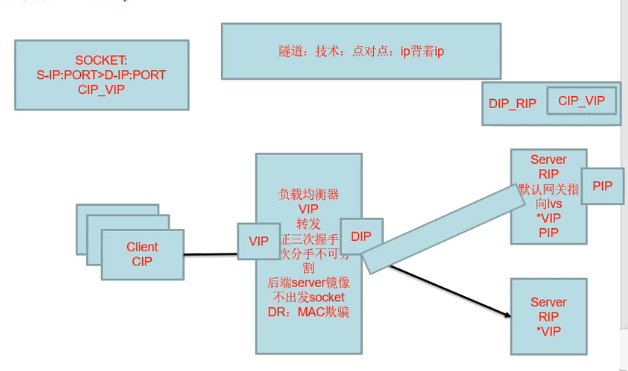 SOCKET:
S-IP:PORT>D-IP:PORT
CIP_VIP
隧道：技术：点对点：ip背着ip
DIP_RIP
CIP_VIP
Client
CIP
VIP
负载均衡器
VIP
转发
证三次握手
次分手不可分
割
后端server镜像
不出发socket
DR：MAC欺骗
DIP
Server
RIP
默认网关指
向lvs
*VIP
PIP
PIP
Server
RIP
*VIP